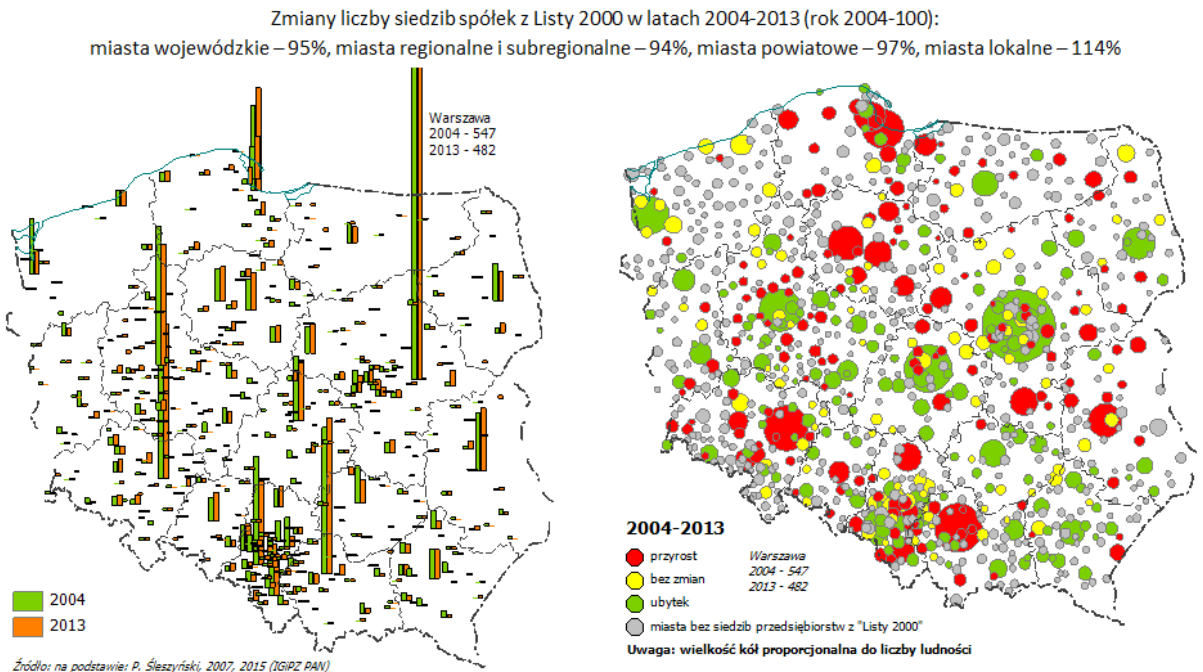 Zmiany liczby siedzib spółek z Listy 2000 w latach 2004-2013 (rok 2004-100):
miasta wojewódzkie – 95%, miasta regionalne i subregionalne – 94%, miasta powiatowe – 97%, miasta lokalne – 114%
Warszawa
2004 - 547
2013 - 482
2004
2013
Źródło: na podstawie: P. Śleszyński, 2007, 2015 (IGiPZ PAN)
2004-2013
przyrost
bez zmian
ubytek
miasta bez siedzib przedsiębiorstw z "Listy 2000"
Warszawa
2004 - 547
2013 - 482
Uwaga: wielkość kół proporcjonalna do liczby ludności